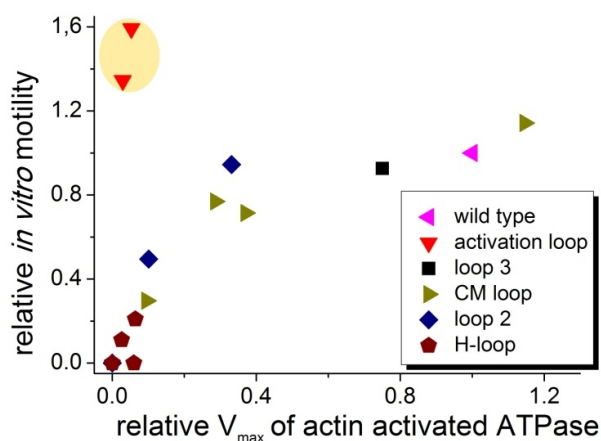 relative in vitro motility
1,6
1.2
0.8
0.4
0.0
wild type
activation loop
loop 3
CM loop
loop 2
H-loop
0.0 0.4 0.8 1.2
relative Vmax of actin activated ATPase